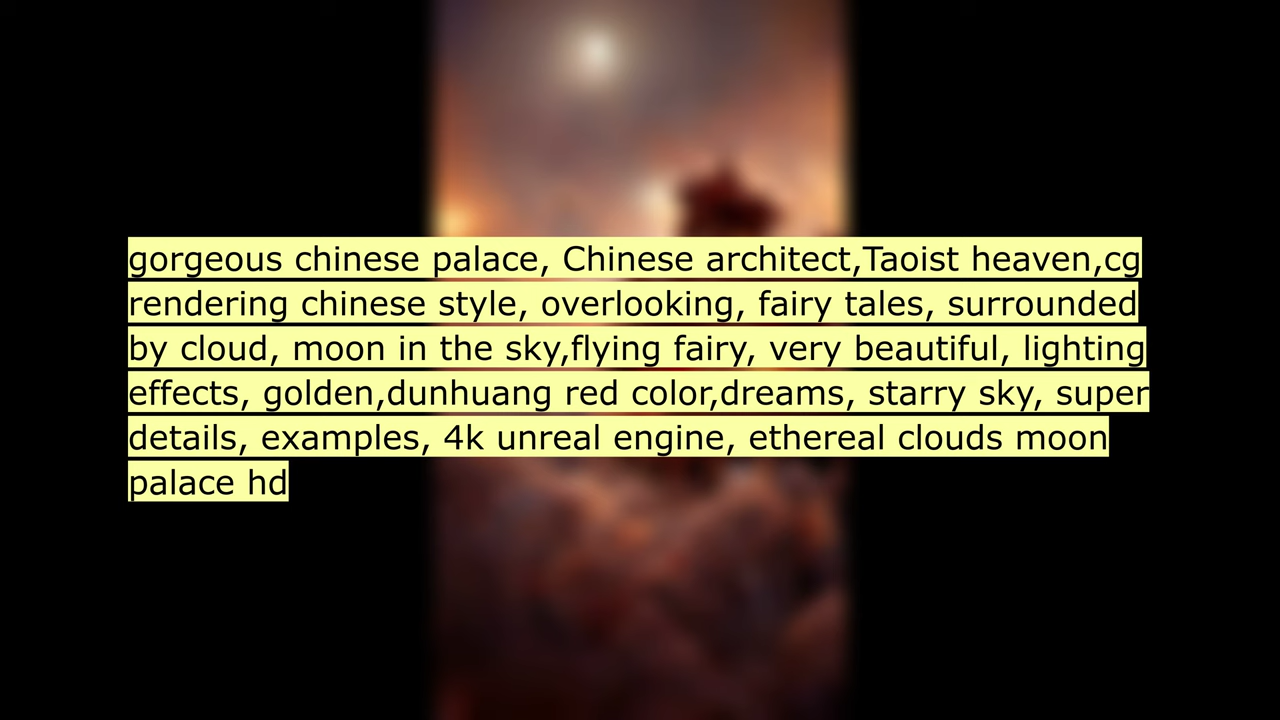 gorgeous chinese palace, Chinese architect,Taoist heaven,cg
rendering chinese style, overlooking, fairy tales, surrounded
by cloud, moon in the sky,flying fairy, very beautiful, lighting
effects, golden,dunhuang red color,dreams, starry sky, super
details, examples, 4k unreal engine, ethereal clouds moon
palace hd